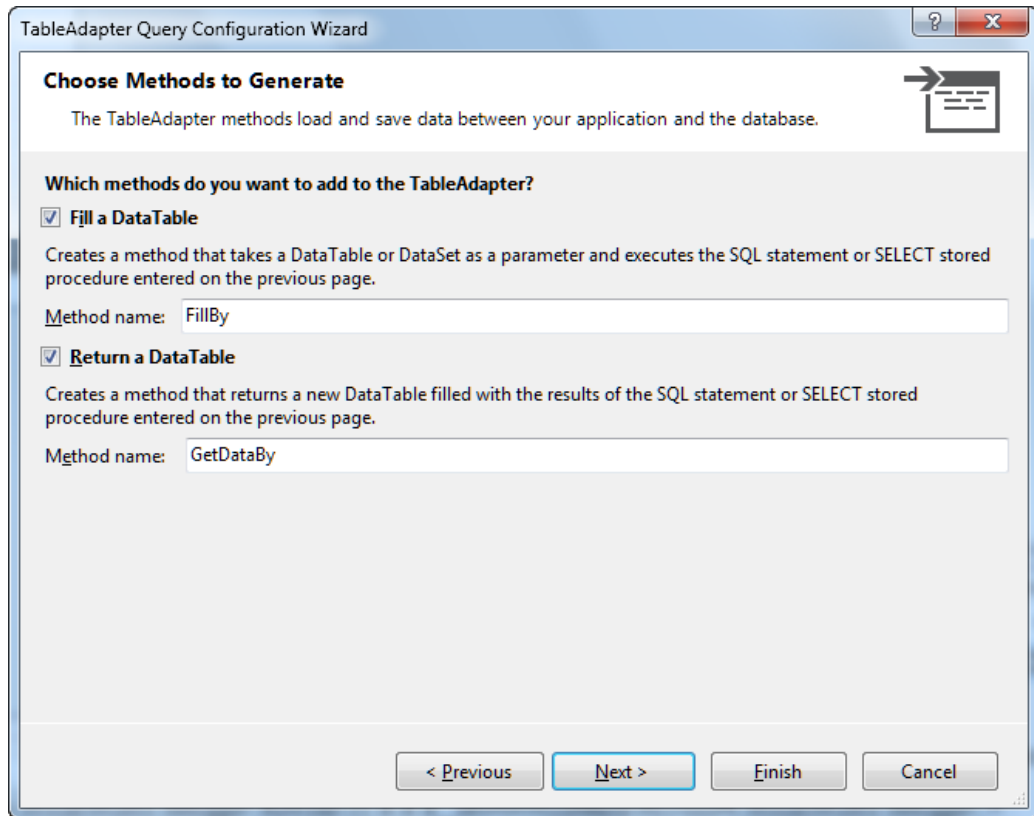 TableAdapter Query Configuration Wizard
Choose Methods to Generate
The TableAdapter methods load and save data between your application and the database.
Which methods do you want to add to the TableAdapter?
Fill a DataTable
Creates a method that takes a DataTable or DataSet as a parameter and executes the SQL statement or SELECT stored
procedure entered on the previous page.
Method name: FillBy
Return a DataTable
Creates a method that returns a new DataTable filled with the results of the SQL statement or SELECT stored
procedure entered on the previous page.
Method name: GetDataBy
< Previous Next > Finish Cancel